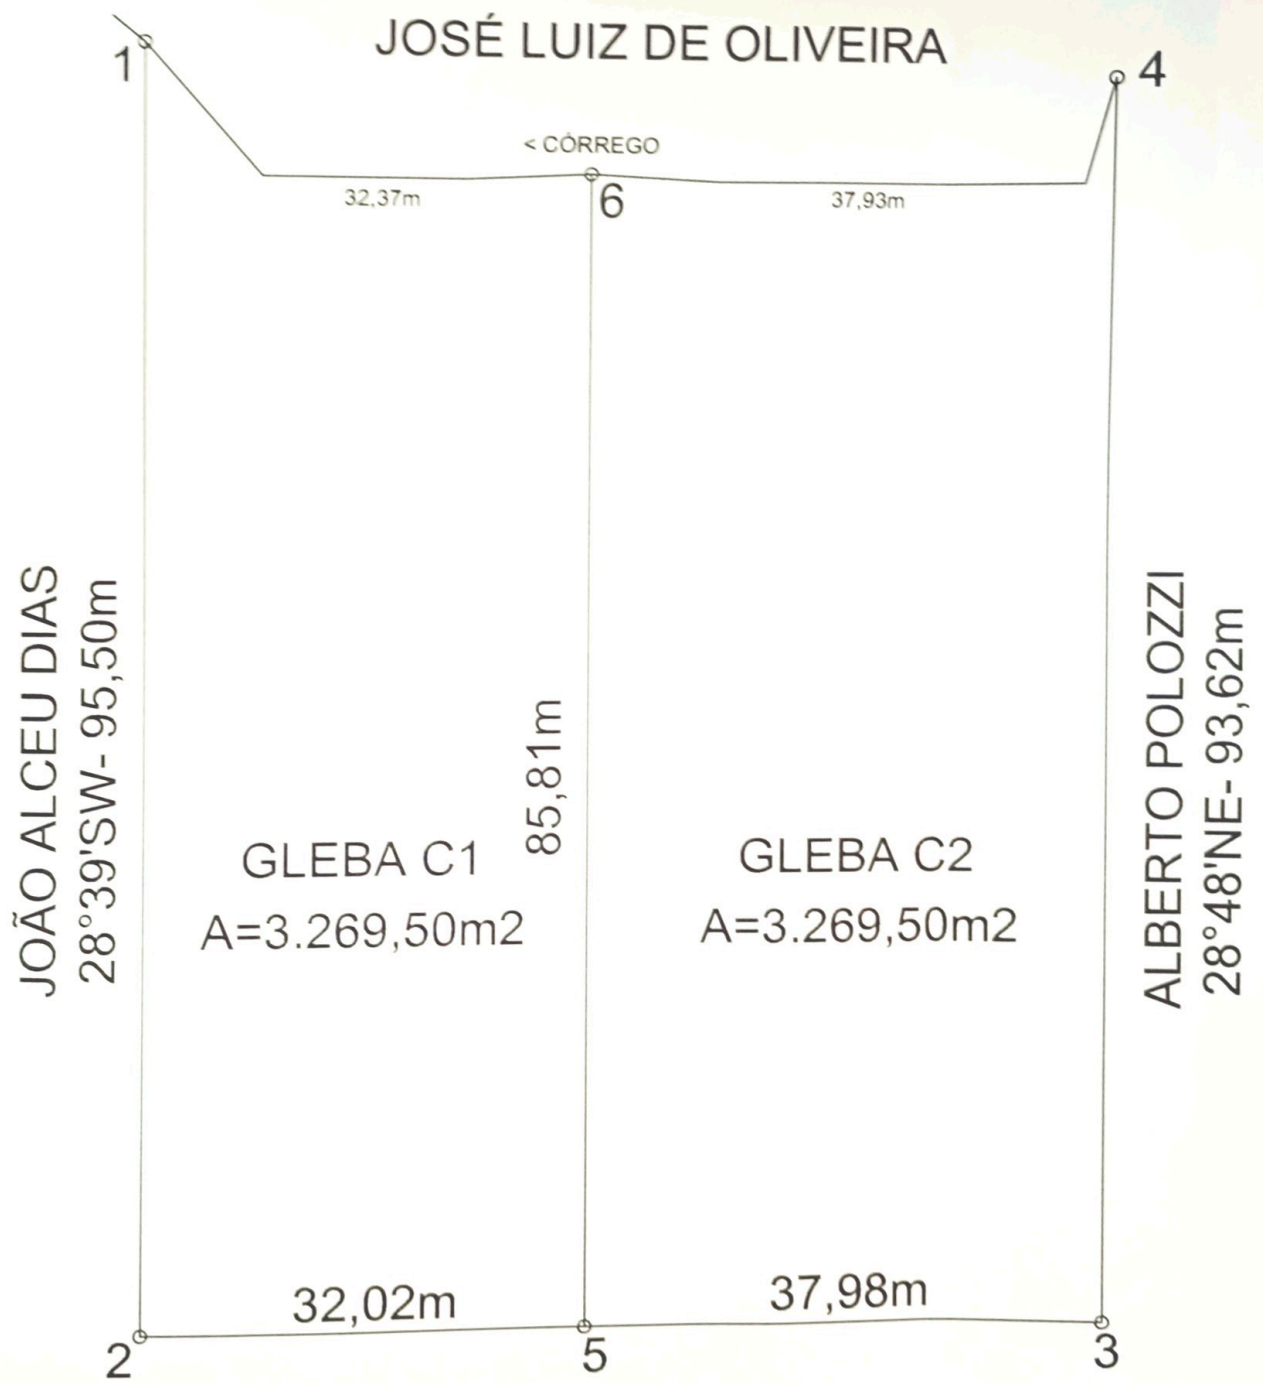 JOSÉ LUIZ DE OLIVEIRA
1
4
< CÓRREGO
32,37m
6
37,93m
JOÃO ALCEU DIAS
28°39'SW- 95,50m
85,81m
ALBERTO POLOZZI
28°48'NE- 93,62m
GLEBA C1
A=3.269,50m2
GLEBA C2
A=3.269,50m2
32,02m
37,98m
2
5
3